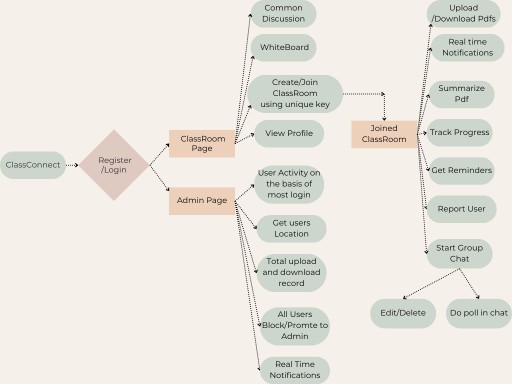 ClassConnect
Register
/Login
ClassRoom
Page
Admin Page
Common
Discussion
WhiteBoard
Create/Join
ClassRoom
using unique key
View Profile
User Activity on
the basis of
most login
Get users
Location
Total upload
and download
record
All Users
Block/Promte to
Admin
Real Time
Notifications
Joined
ClassRoom
Upload
/Download Pdfs
Real time
Notifications
Summarize
Pdf
Track Progress
Get Reminders
Report User
Start Group
Chat
Edit/Delete
Do poll in chat